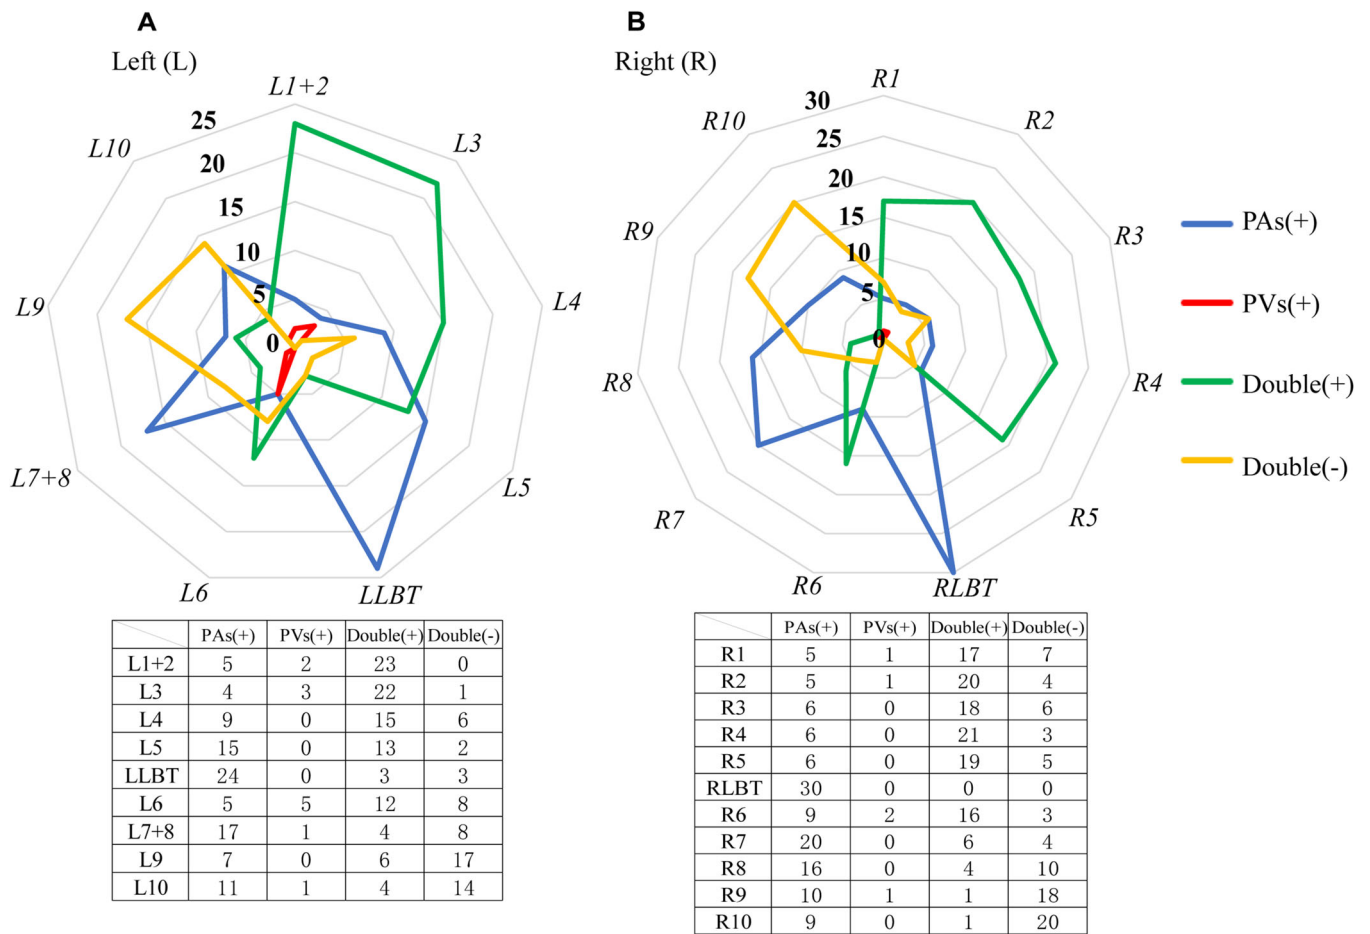 A
Left (L)
L1+2
L3
L4
L5
LLBT
L6
L7+8
L9
L10
25
20
15
10
5
0
PAs(+) PVs(+) Double(+) Double(-)
L1+2 5 2 23 0
L3 4 3 22 1
L4 9 0 15 6
L5 15 0 13 2
LLBT 24 0 3 3
L6 5 5 12 8
L7+8 17 1 4 8
L9 7 0 6 17
L10 11 1 4 14
B
Right (R)
R1
R2
R3
R4
R5
RLBT
R6
R7
R8
R9
R10
30
25
20
15
10
5
0
PAs(+) PVs(+) Double(+) Double(-)
R1 5 1 17 7
R2 5 1 20 4
R3 6 0 18 6
R4 6 0 21 3
R5 6 0 19 5
RLBT 30 0 0 0
R6 9 2 16 3
R7 20 0 6 4
R8 16 0 4 10
R9 10 1 1 18
R10 9 0 1 20
PAs(+)
PVs(+)
Double(+)
Double(-)